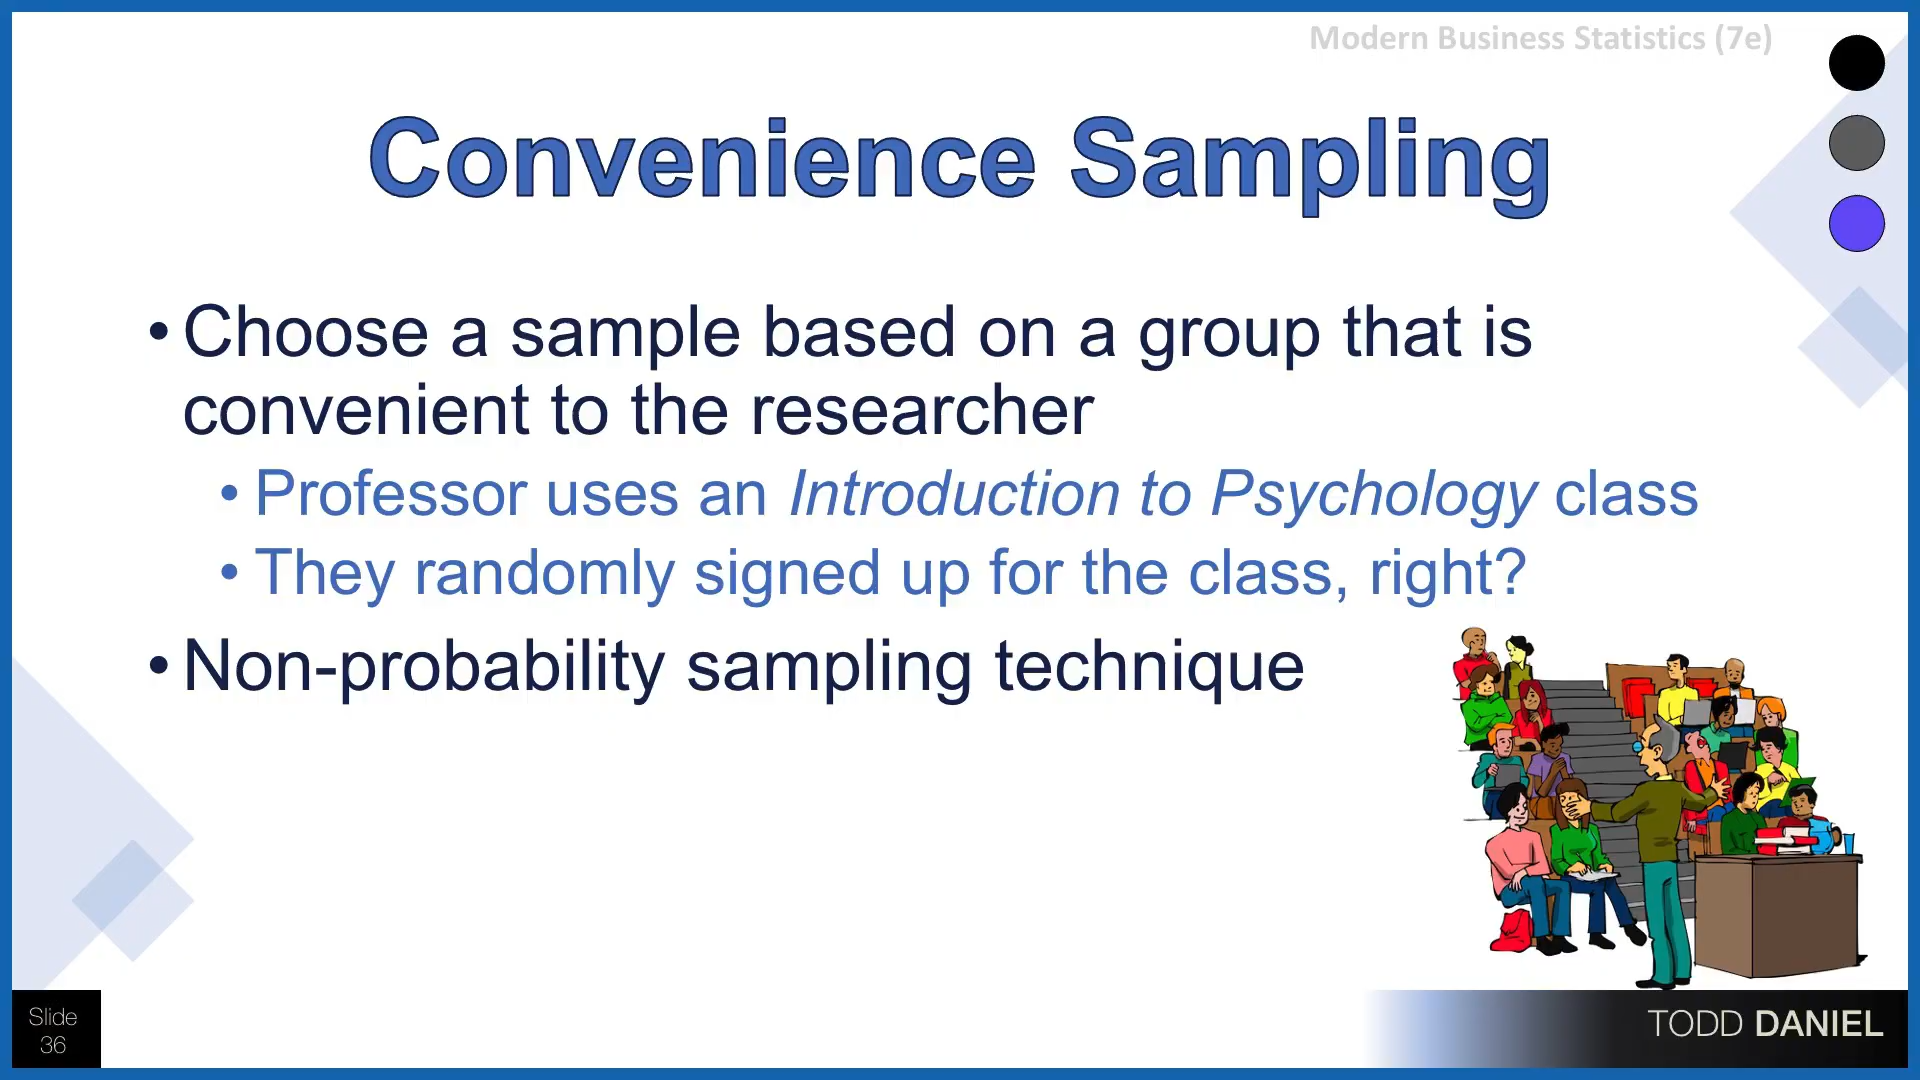 Modern Business Statistics (7e)
Convenience Sampling
• Choose a sample based on a group that is
convenient to the researcher
• Professor uses an Introduction to Psychology class
• They randomly signed up for the class, right?
• Non-probability sampling technique
Slide
36
TODD DANIEL